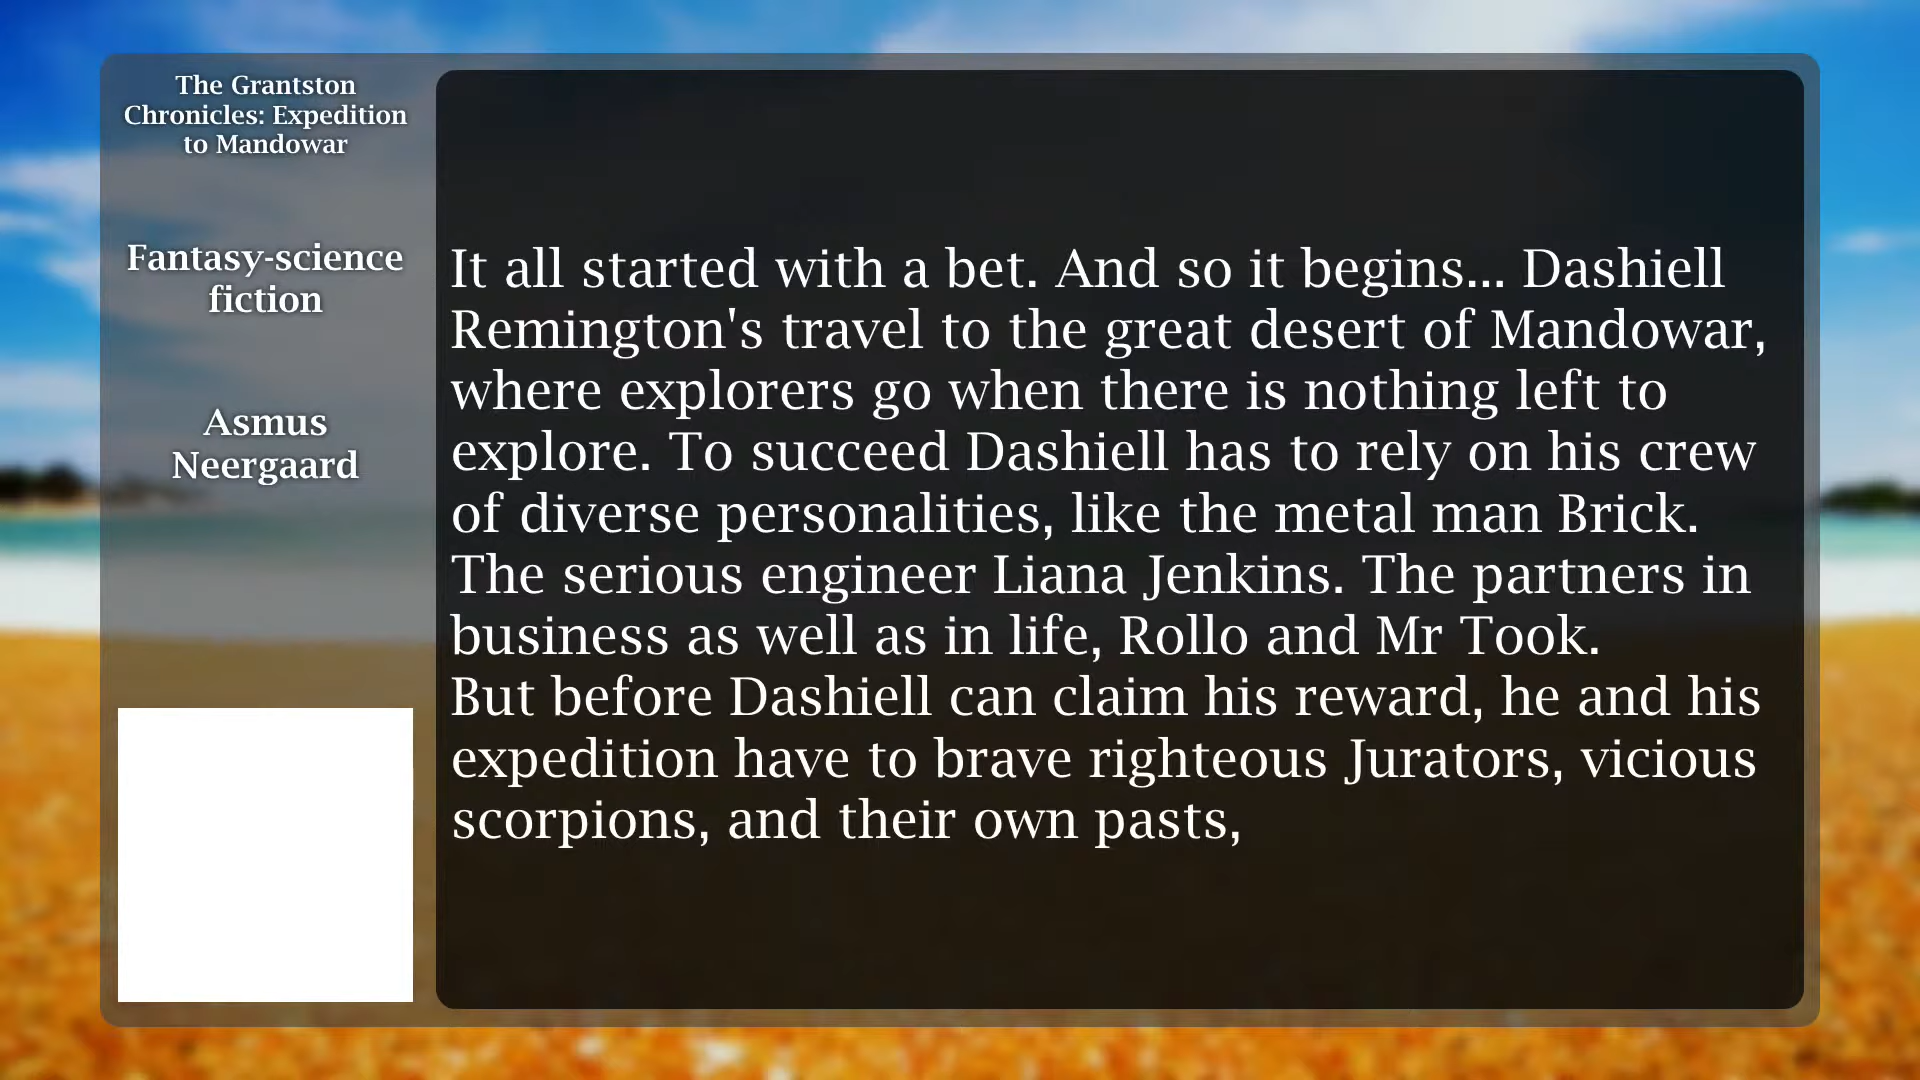 The Grantston
Chronicles: Expedition
to Mandowar
Fantasy-science
fiction
Asmus
Neergaard
It all started with a bet. And so it begins... Dashiell
Remington's travel to the great desert of Mandowar,
where explorers go when there is nothing left to
explore. To succeed Dashiell has to rely on his crew
of diverse personalities, like the metal man Brick.
The serious engineer Liana Jenkins. The partners in
business as well as in life, Rollo and Mr Took.
But before Dashiell can claim his reward, he and his
expedition have to brave righteous Jurators, vicious
scorpions, and their own pasts,